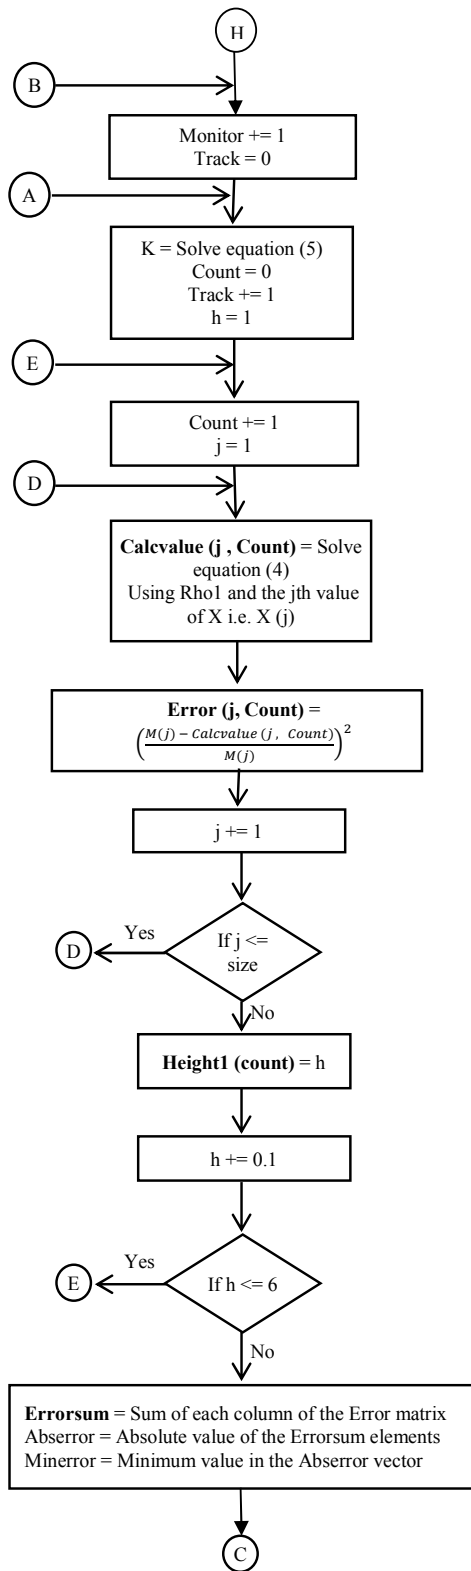 H
B
Monitor += 1
Track = 0
A
K = Solve equation (5)
Count = 0
Track += 1
h = 1
E
Count += 1
j = 1
D
Calcvalue (j , Count) = Solve
equation (4)
Using Rho1 and the jth value
of X i.e. X (j)
Error (j, Count) =
((M(j) − Calcvalue (j , Count)) / M(j))^2
j += 1
Yes
If j <=
size
D
No
Height1 (count) = h
h += 0.1
Yes
If h <= 6
E
No
Errorsum = Sum of each column of the Error matrix
Abserror = Absolute value of the Errorsum elements
Minerror = Minimum value in the Abserror vector
C